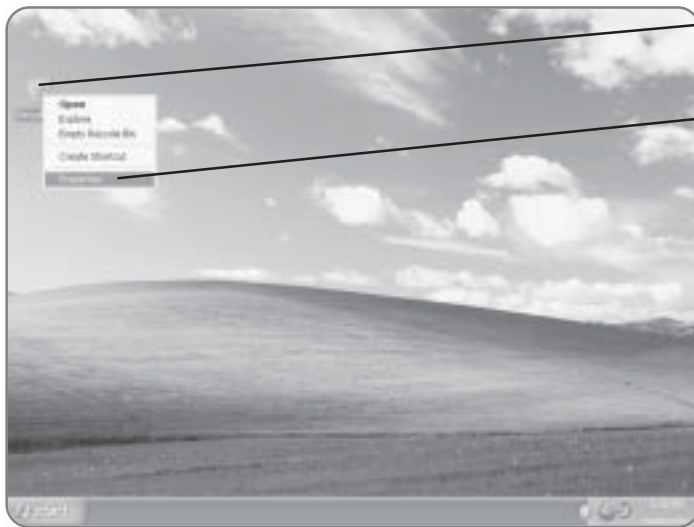 Open
Explore
Empty Recycle Bin
Create Shortcut
Properties
start